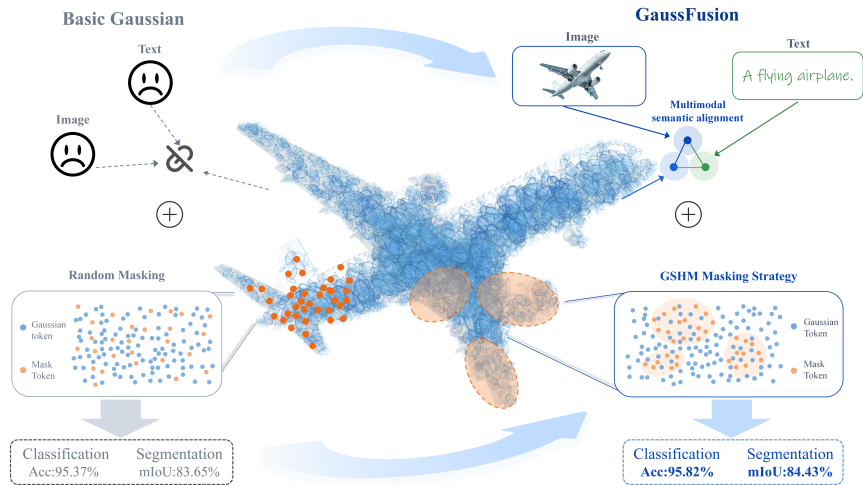 Basic Gaussian
Text
Image
Random Masking
Gaussian
token
Mask
Token
Classification
Acc:95.37%
Segmentation
mIoU:83.65%
GaussFusion
Image
Text
A flying airplane.
Multimodal
semantic alignment
GSHM Masking Strategy
Gaussian
Token
Mask
Token
Classification
Acc:95.82%
Segmentation
mIoU:84.43%